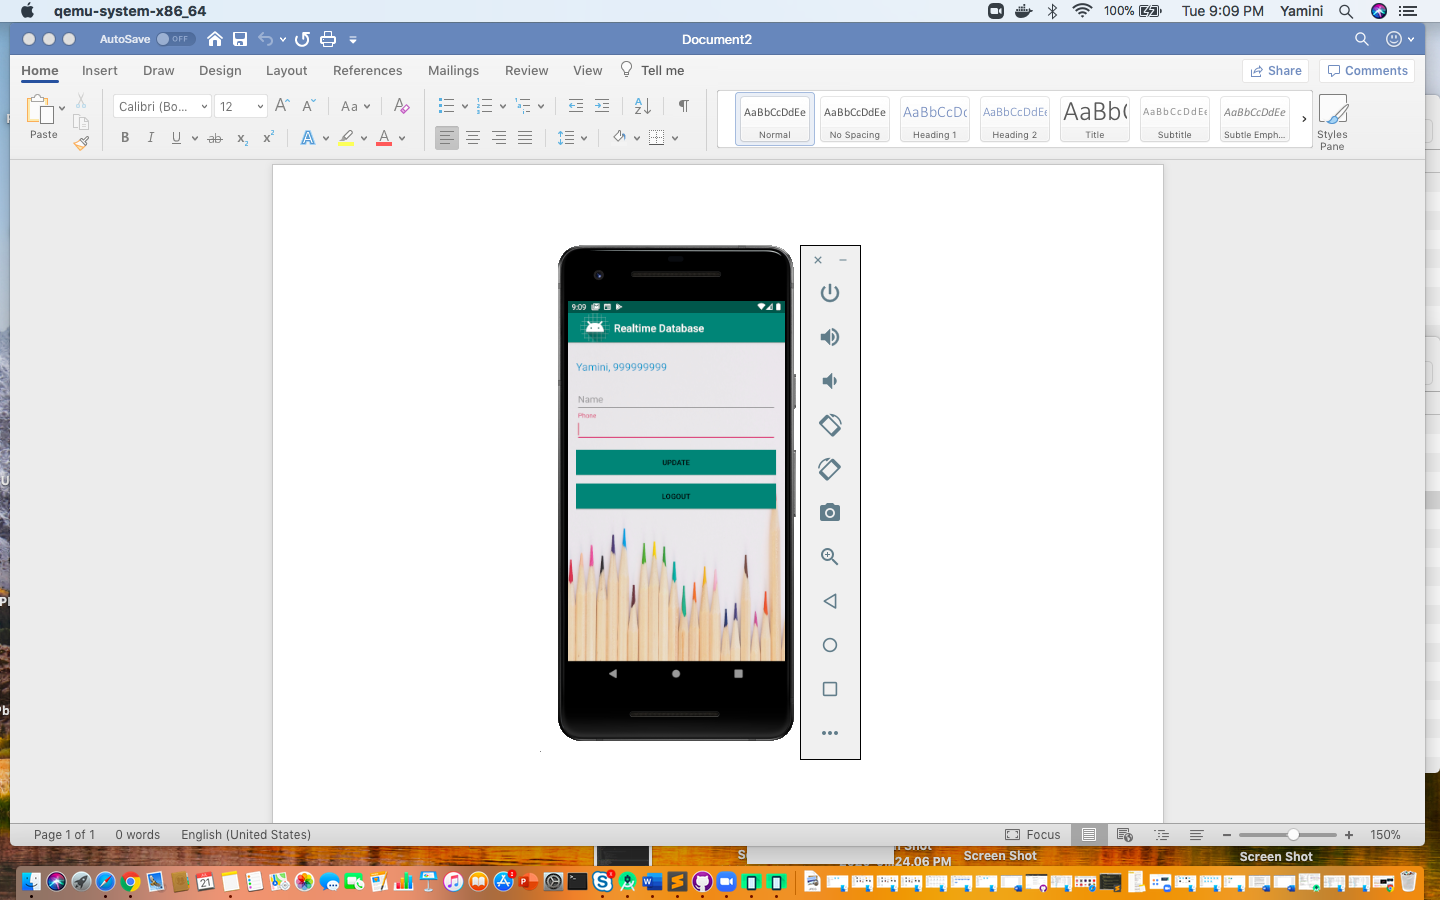 qemu-system-x86_64
100%
Tue 9:09 PM
Yamini
AutoSave
OFF
Document2
Home
Insert
Draw
Design
Layout
References
Mailings
Review
View
Tell me
Share
Comments
Paste
Calibri (Bo...
12
Aa
AaBbCcDdEe
Normal
AaBbCcDdEe
No Spacing
AaBbCcDc
Heading 1
AaBbCcDdEe
Heading 2
AaBbC
Title
AaBbCcDdEe
Subtitle
AaBbCcDdEe
Subtle Emph...
Styles
Pane
9:09
Realtime Database
Yamini, 999999999
Name
Phone
UPDATE
LOGOUT
Page 1 of 1
0 words
English (United States)
Focus
150%
24.06 PM
Screen Shot
Screen Shot